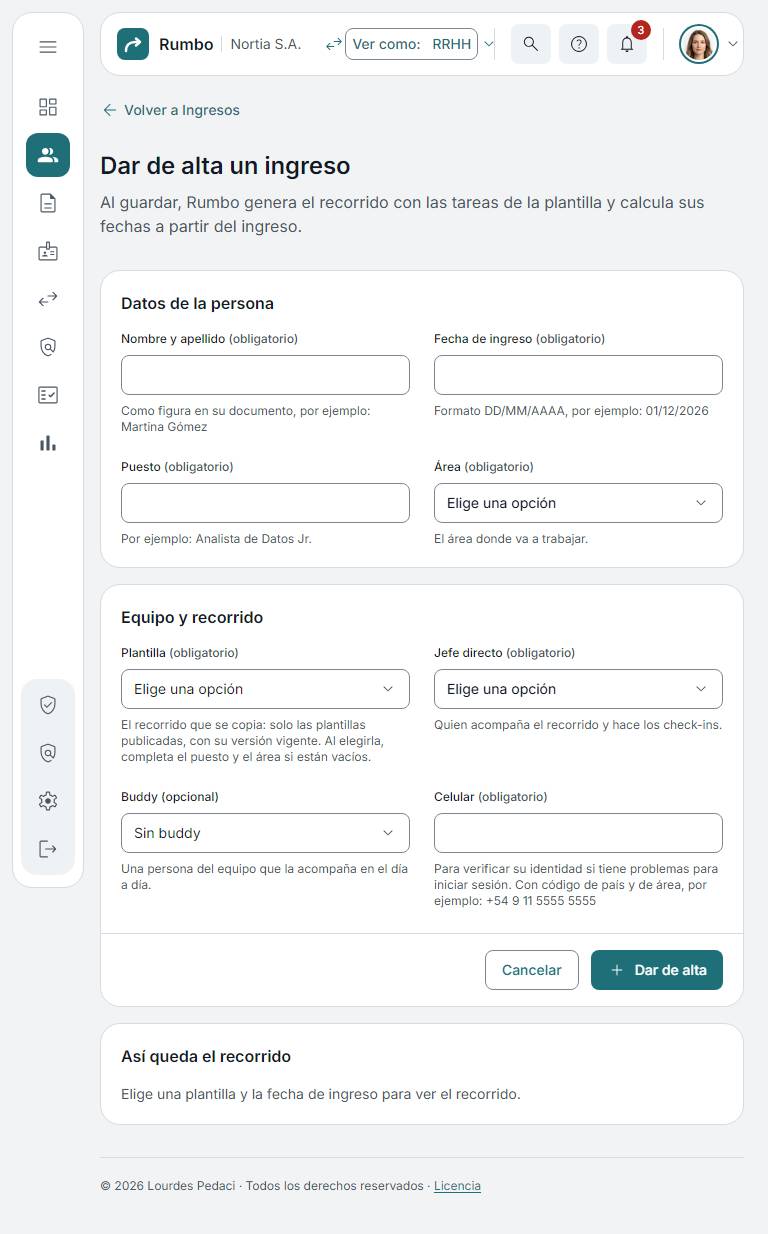 Rumbo
Nortia S.A.
Ver como: RRHH
3
Volver a Ingresos
Dar de alta un ingreso
Al guardar, Rumbo genera el recorrido con las tareas de la plantilla y calcula sus
fechas a partir del ingreso.
Datos de la persona
Nombre y apellido (obligatorio)
Como figura en su documento, por ejemplo:
Martina Gómez
Fecha de ingreso (obligatorio)
Formato DD/MM/AAAA, por ejemplo: 01/12/2026
Puesto (obligatorio)
Por ejemplo: Analista de Datos Jr.
Área (obligatorio)
Elige una opción
El área donde va a trabajar.
Equipo y recorrido
Plantilla (obligatorio)
Elige una opción
El recorrido que se copia: solo las plantillas
publicadas, con su versión vigente. Al elegirla,
completa el puesto y el área si están vacíos.
Jefe directo (obligatorio)
Elige una opción
Quien acompaña el recorrido y hace los check-ins.
Buddy (opcional)
Sin buddy
Una persona del equipo que la acompaña en el día
a día.
Celular (obligatorio)
Para verificar su identidad si tiene problemas para
iniciar sesión. Con código de país y de área, por
ejemplo: +54 9 11 5555 5555
Cancelar
Dar de alta
Así queda el recorrido
Elige una plantilla y la fecha de ingreso para ver el recorrido.
© 2026 Lourdes Pedaci · Todos los derechos reservados · Licencia